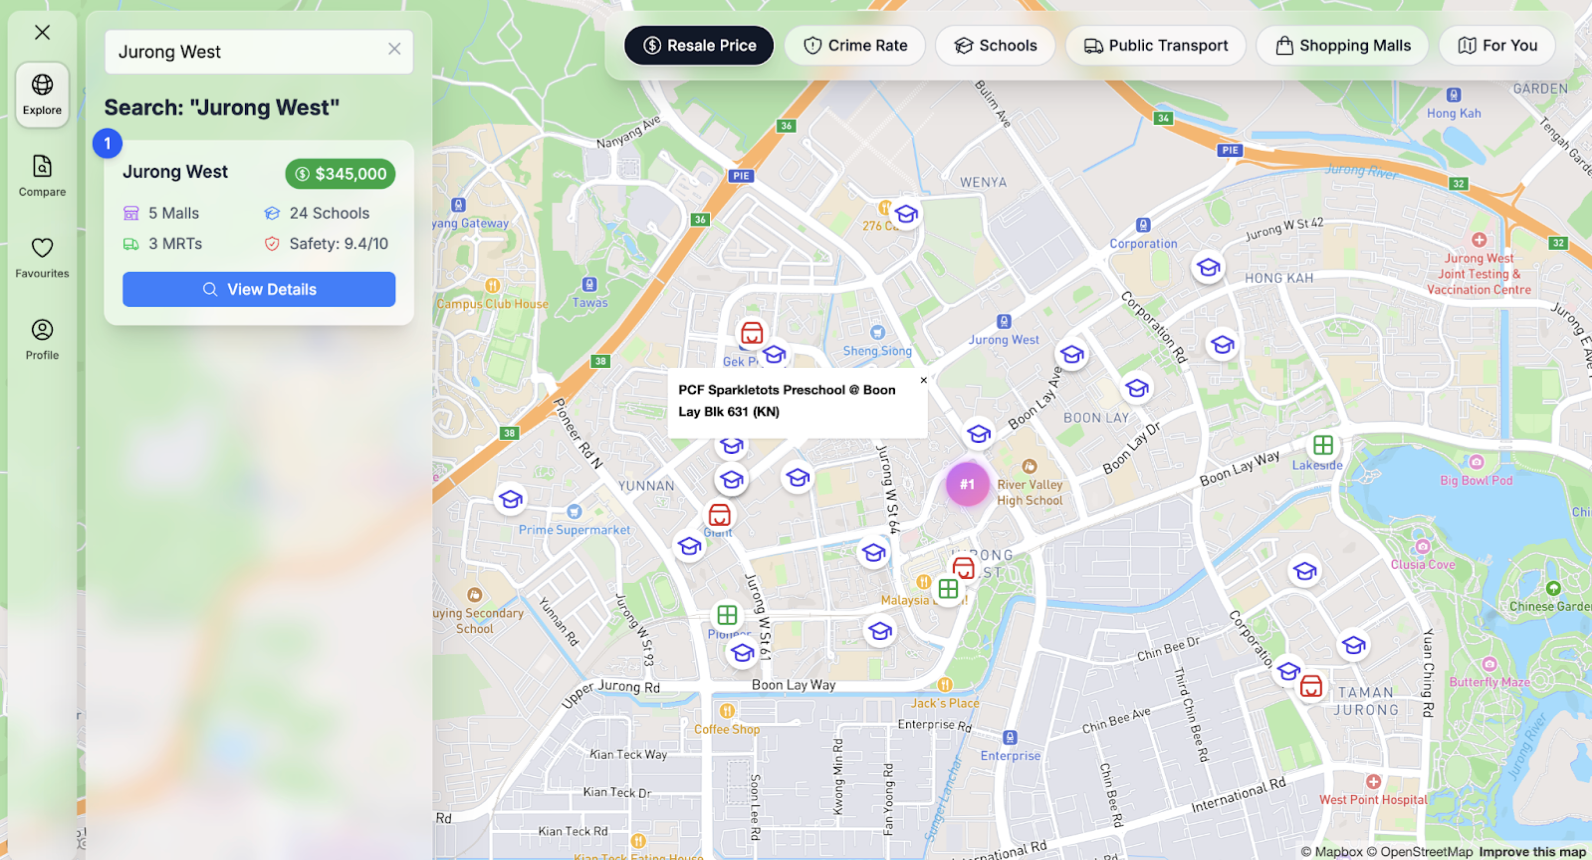 Explore
Compare
Favourites
Profile
Jurong West
Search: "Jurong West"
1
Jurong West
$345,000
5 Malls
24 Schools
3 MRTs
Safety: 9.4/10
View Details
Resale Price
Crime Rate
Schools
Public Transport
Shopping Malls
For You
GARDEN
Hong Kah
Tengah Garden
Bulim Ave
Nanyang Ave
36
34
PIE
PIE
Jurong River
32
WENYA
36
yang Gateway
276 Ca
Corporation
Jurong W St 42
32
Jurong West
Joint Testing &
Vaccination Centre
HONG KAH
Campus Club House
Tawas
Corporation Rd
Jurong West
Sheng Siong
Gek P
38
PCF Sparkletots Preschool @ Boon
Lay Blk 631 (KN)
Boon Lay Ave
BOON LAY
Boon Lay Dr
38
Pioneer Rd N
Jurong W St 64
#1
River Valley
High School
Boon Lay Way
Lakeside
Big Bowl Pod
YUNNAN
Prime Supermarket
Giant
Clusia Cove
Chinese Garde
uying Secondary
School
Yunnan Rd
Jurong W St 93
Jurong W St 61
Pioneer
Upper Jurong Rd
Boon Lay Way
Chin Bee Dr
Corporation
Yuan Ching Rd
Butterfly Maze
TAMAN
JURONG
Third Chin Bee Rd
Chin Bee Ave
Chin Bee Rd
Jack's Place
Coffee Shop
Enterprise Rd
Enterprise
Kian Teck Way
Kian Teck Dr
Kian Teck Rd
Kian Teck Eating House
Soon Lee Rd
Kwong Min Rd
Fan Yoong Rd
Sungei Lanchar
International Rd
International Rd
West Point Hospital
Jurong River
Rd
© Mapbox © OpenStreetMap Improve this map